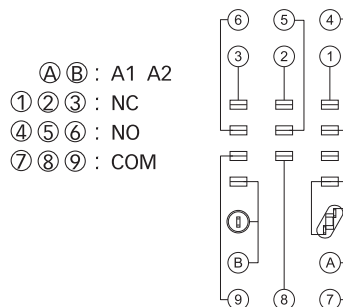 Ⓐ Ⓑ : A1 A2
① ② ③ : NC
④ ⑤ ⑥ : NO
⑦ ⑧ ⑨ : COM
⑥ ⑤ ④
③ ② ①
Ⓑ Ⓐ
⑨ ⑧ ⑦